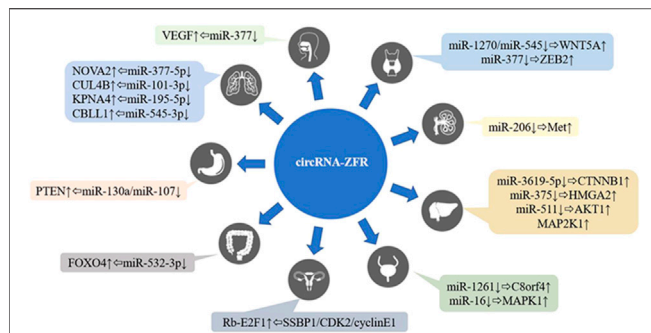 VEGF↑⇦miR-377↓
miR-1270/miR-545↓⇨WNT5A↑
miR-377↓⇨ZEB2↑
NOVA2↑⇦miR-377-5p↓
CUL4B↑⇦miR-101-3p↓
KPNA4↑⇦miR-195-5p↓
CBLL1↑⇦miR-545-3p↓
miR-206↓⇨Met↑
circRNA-ZFR
PTEN↑⇦miR-130a/miR-107↓
miR-3619-5p↓⇨CTNNB1↑
miR-375↓⇨HMGA2↑
miR-511↓⇨AKT1↑
MAP2K1↑
FOXO4↑⇦miR-532-3p↓
miR-1261↓⇨C8orf4↑
miR-16↓⇨MAPK1↑
Rb-E2F1↑⇦SSBP1/CDK2/cyclinE1